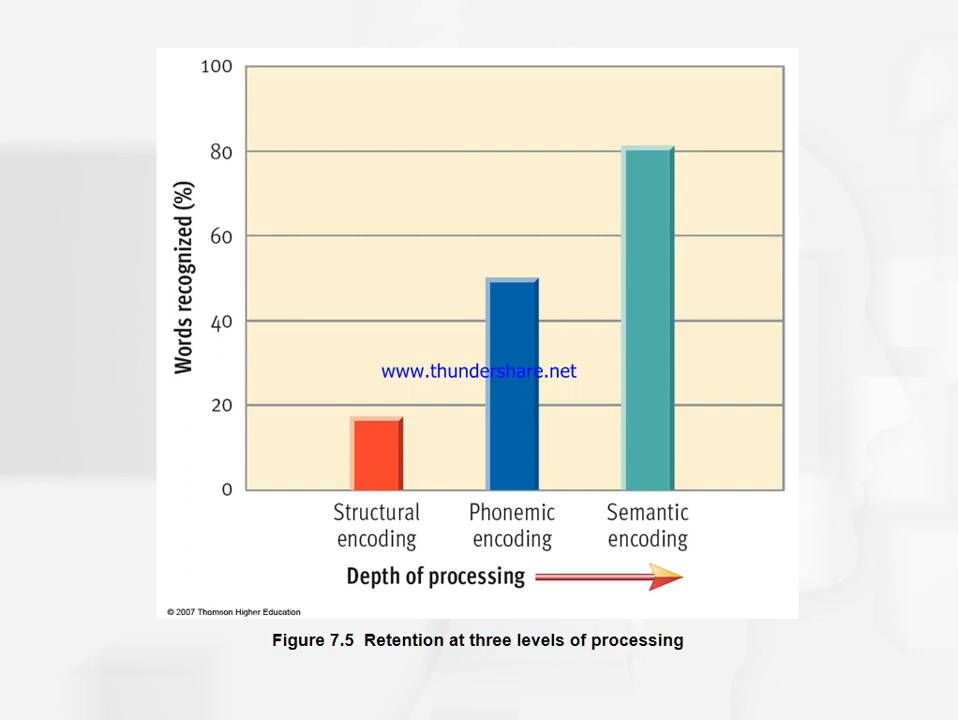 100
80
60
40
20
0
Words recognized (%)
www.thundershare.net
Structural encoding
Phonemic encoding
Semantic encoding
Depth of processing
© 2007 Thomson Higher Education
Figure 7.5 Retention at three levels of processing